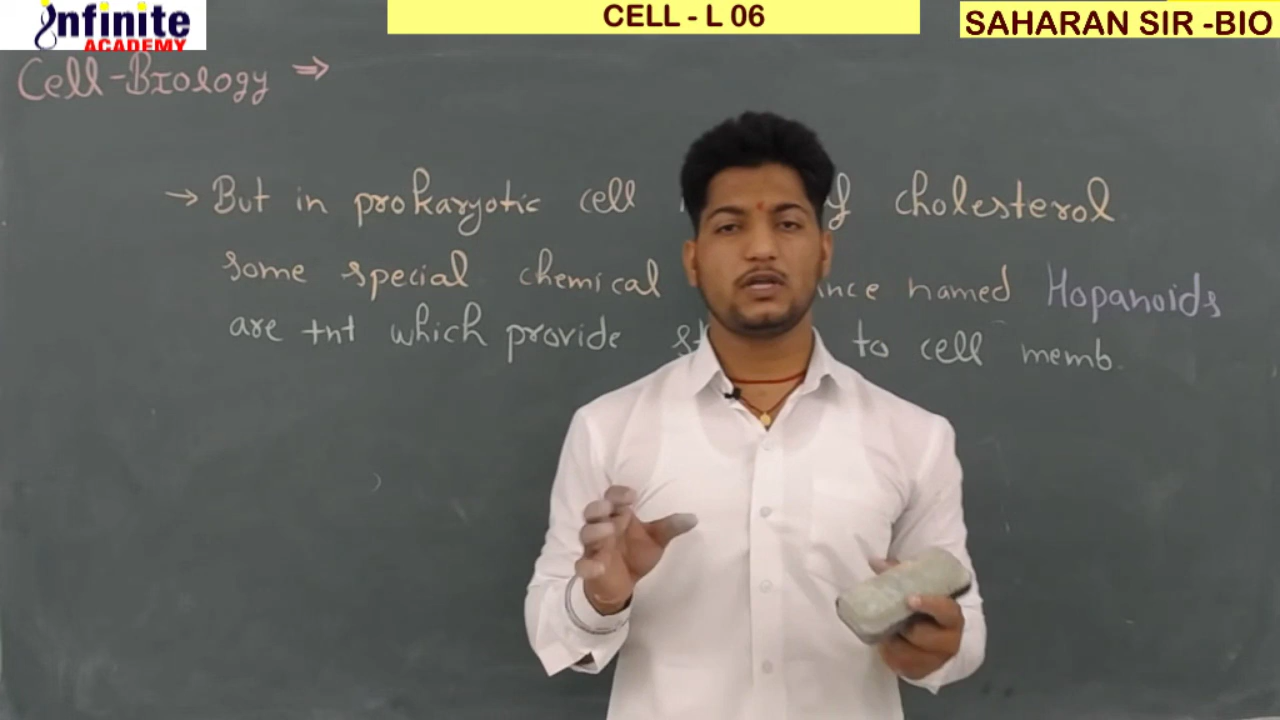 infinite
ACADEMY
CELL - L 06
SAHARAN SIR -BIO
Cell-Biology ⇒
→ But in prokaryotic cell cholesterol
some special chemical named Hopanoids
are +nt which provide to cell memb.